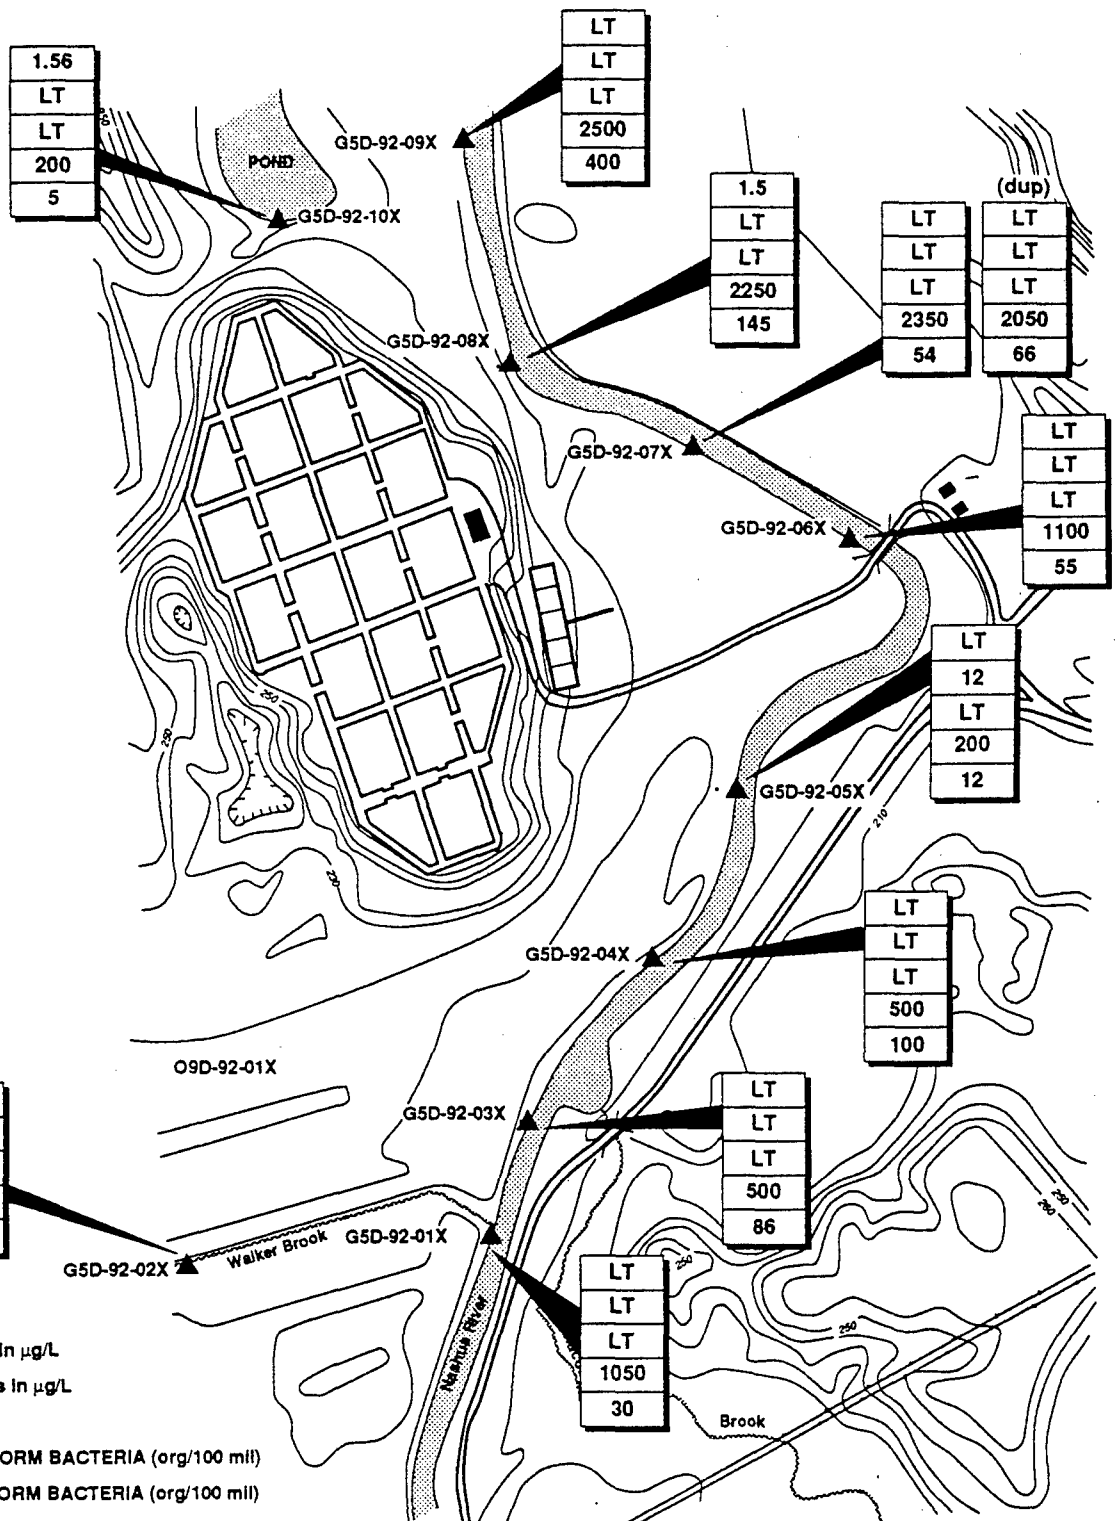 1.56
LT
LT
200
5
LT
LT
LT
2500
400
G5D-92-09X
POND
G5D-92-10X
1.5
LT
LT
2250
145
(dup)
LT
LT
LT
2350
54
LT
LT
LT
2050
66
G5D-92-08X
G5D-92-07X
LT
LT
LT
1100
55
G5D-92-06X
LT
12
LT
200
12
250
250
G5D-92-05X
210
230
LT
LT
LT
500
100
G5D-92-04X
O9D-92-01X
LT
LT
LT
500
86
G5D-92-03X
250
260
G5D-92-01X
Walker Brook
G5D-92-02X
250
LT
LT
LT
1050
30
Nashua River
250
in µg/L
s in µg/L
Brook
ORM BACTERIA (org/100 mil)
ORM BACTERIA (org/100 mil)